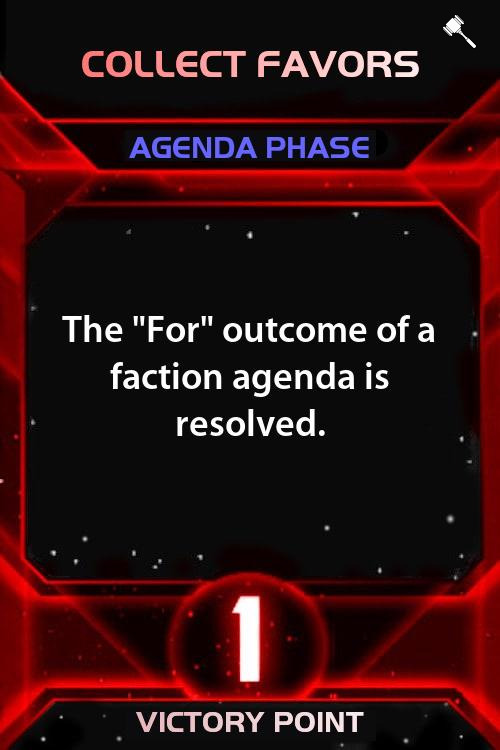 COLLECT FAVORS
AGENDA PHASE
The "For" outcome of a
faction agenda is
resolved.
1
VICTORY POINT